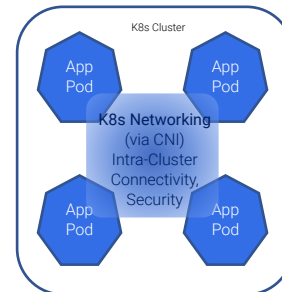 K8s Cluster
App
Pod
App
Pod
K8s Networking
(via CNI)
Intra-Cluster
Connectivity,
Security
App
Pod
App
Pod